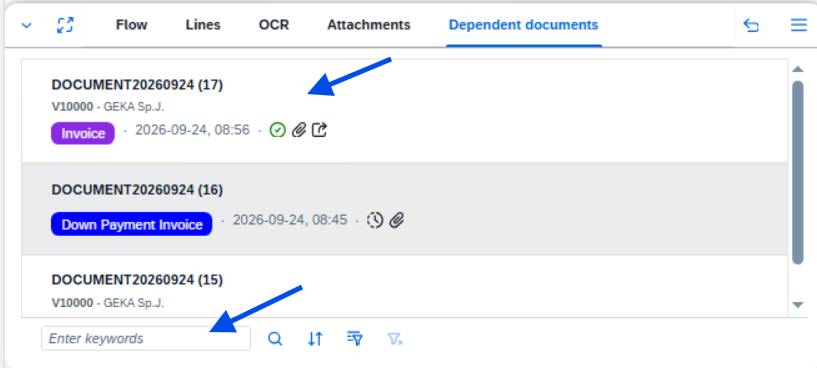 Flow Lines OCR Attachments Dependent documents
DOCUMENT20260924 (17)
V10000 - GEKA Sp.J.
Invoice · 2026-09-24, 08:56 ·
DOCUMENT20260924 (16)
Down Payment Invoice · 2026-09-24, 08:45 ·
DOCUMENT20260924 (15)
V10000 - GEKA Sp.J.
Enter keywords